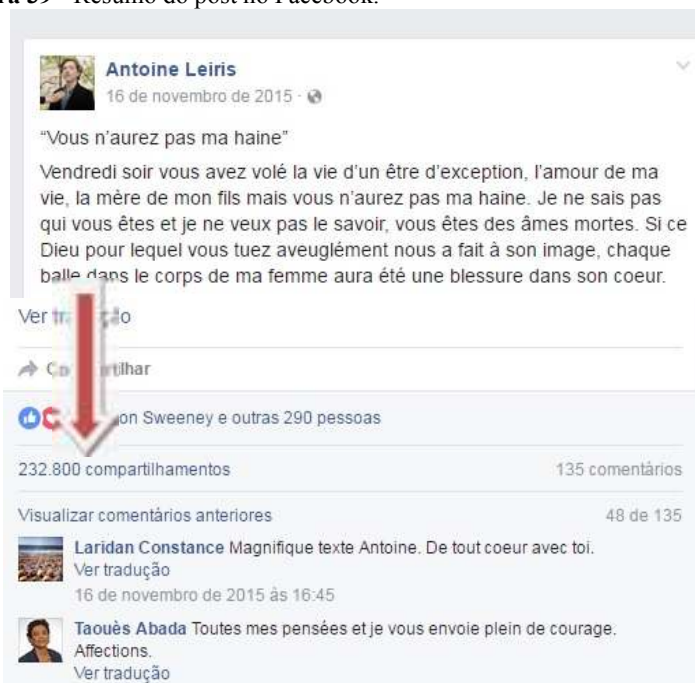 39 - Resumo do post no Facebook.
Antoine Leiris
16 de novembro de 2015 ·
“Vous n’aurez pas ma haine”
Vendredi soir vous avez volé la vie d’un être d’exception, l’amour de ma
vie, la mère de mon fils mais vous n’aurez pas ma haine. Je ne sais pas
qui vous êtes et je ne veux pas le savoir, vous êtes des âmes mortes. Si ce
Dieu pour lequel vous tuez aveuglément nous a fait à son image, chaque
balle dans le corps de ma femme aura été une blessure dans son coeur.
Ver
Sweeney e outras 290 pessoas
232.800 compartilhamentos 135 comentários
Visualizar comentários anteriores 48 de 135
Laridan Constance Magnifique texte Antoine. De tout coeur avec toi.
Ver tradução
16 de novembro de 2015 às 16:45
Taouès Abada Toutes mes pensées et je vous envoie plein de courage.
Affections.
Ver tradução